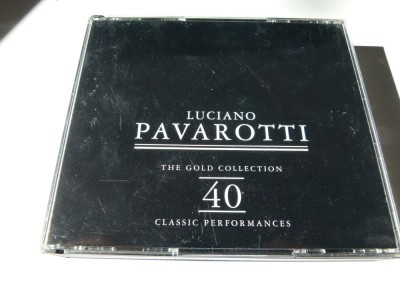 LUCIANO
PAVAROTTI
THE GOLD COLLECTION
40
CLASSIC PERFORMANCES